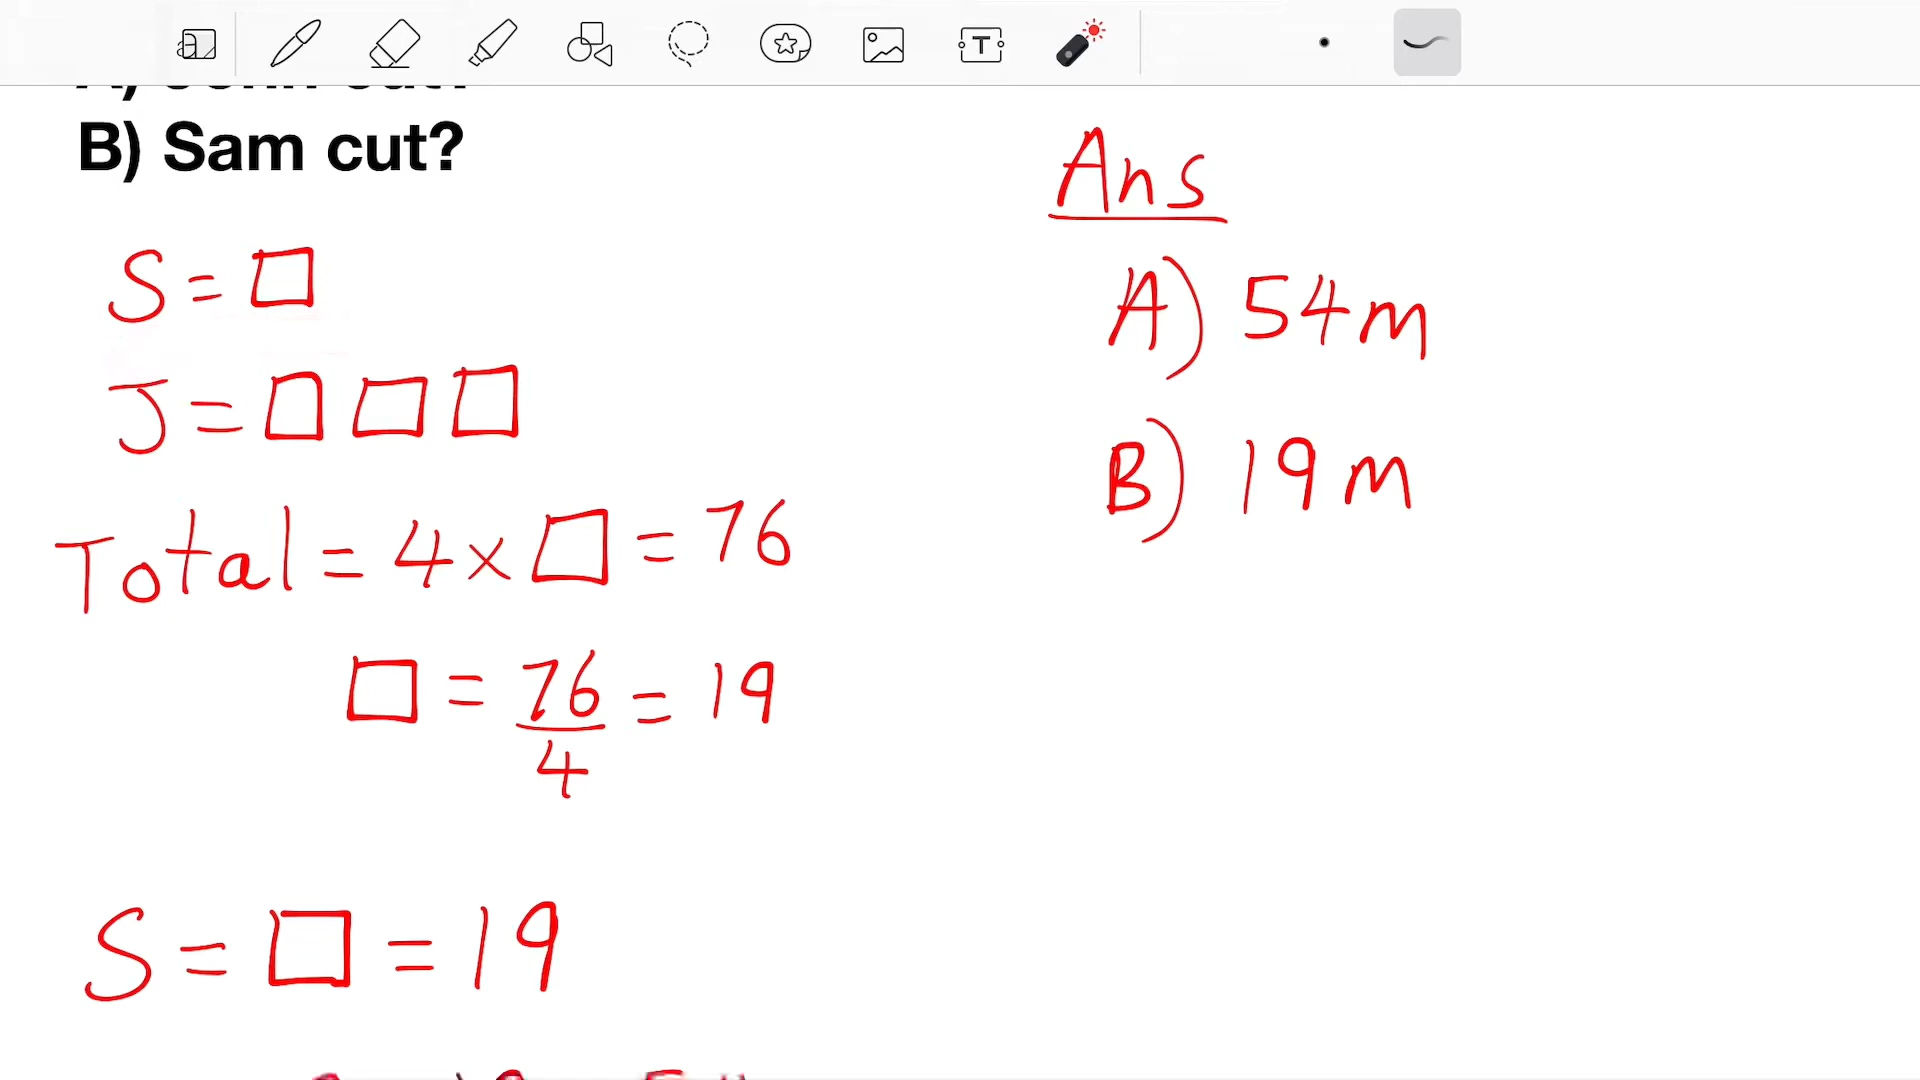 B) Sam cut?
S = □
J = □ □ □
Total = 4 × □ = 76
□ = 76/4 = 19
S = □ = 19
Ans
A) 54m
B) 19m